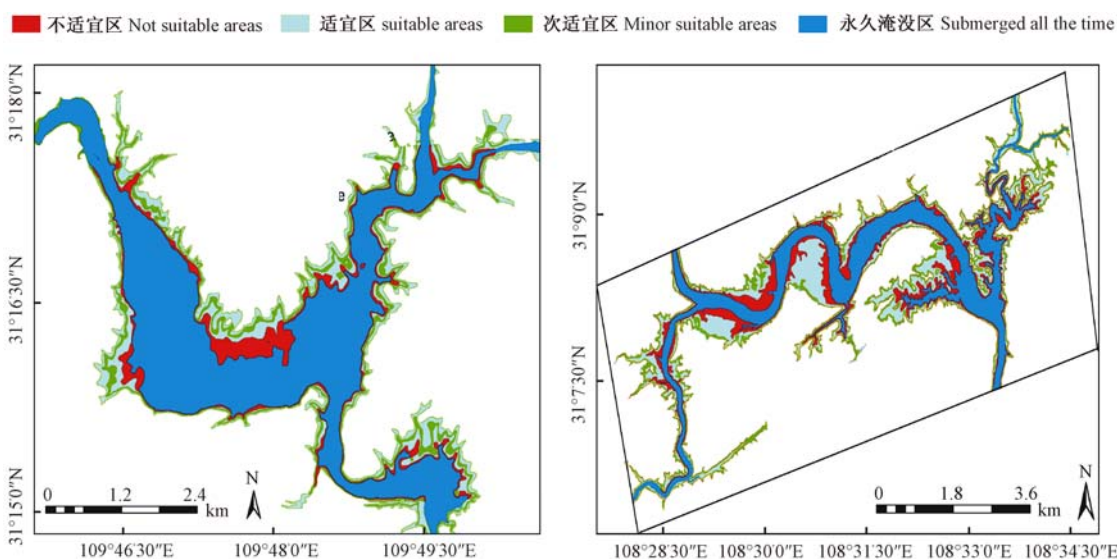 不适宜区 Not suitable areas 适宜区 suitable areas 次适宜区 Minor suitable areas 永久淹没区 Submerged all the time
31°18'0"N
31°16'30"N
31°15'0"N
0 1.2 2.4
km
N
109°46'30"E 109°48'0"E 109°49'30"E
31°9'0"N
31°7'30"N
0 1.8 3.6
km
N
108°28'30"E 108°30'0"E 108°31'30"E 108°33'0"E 108°34'30"E